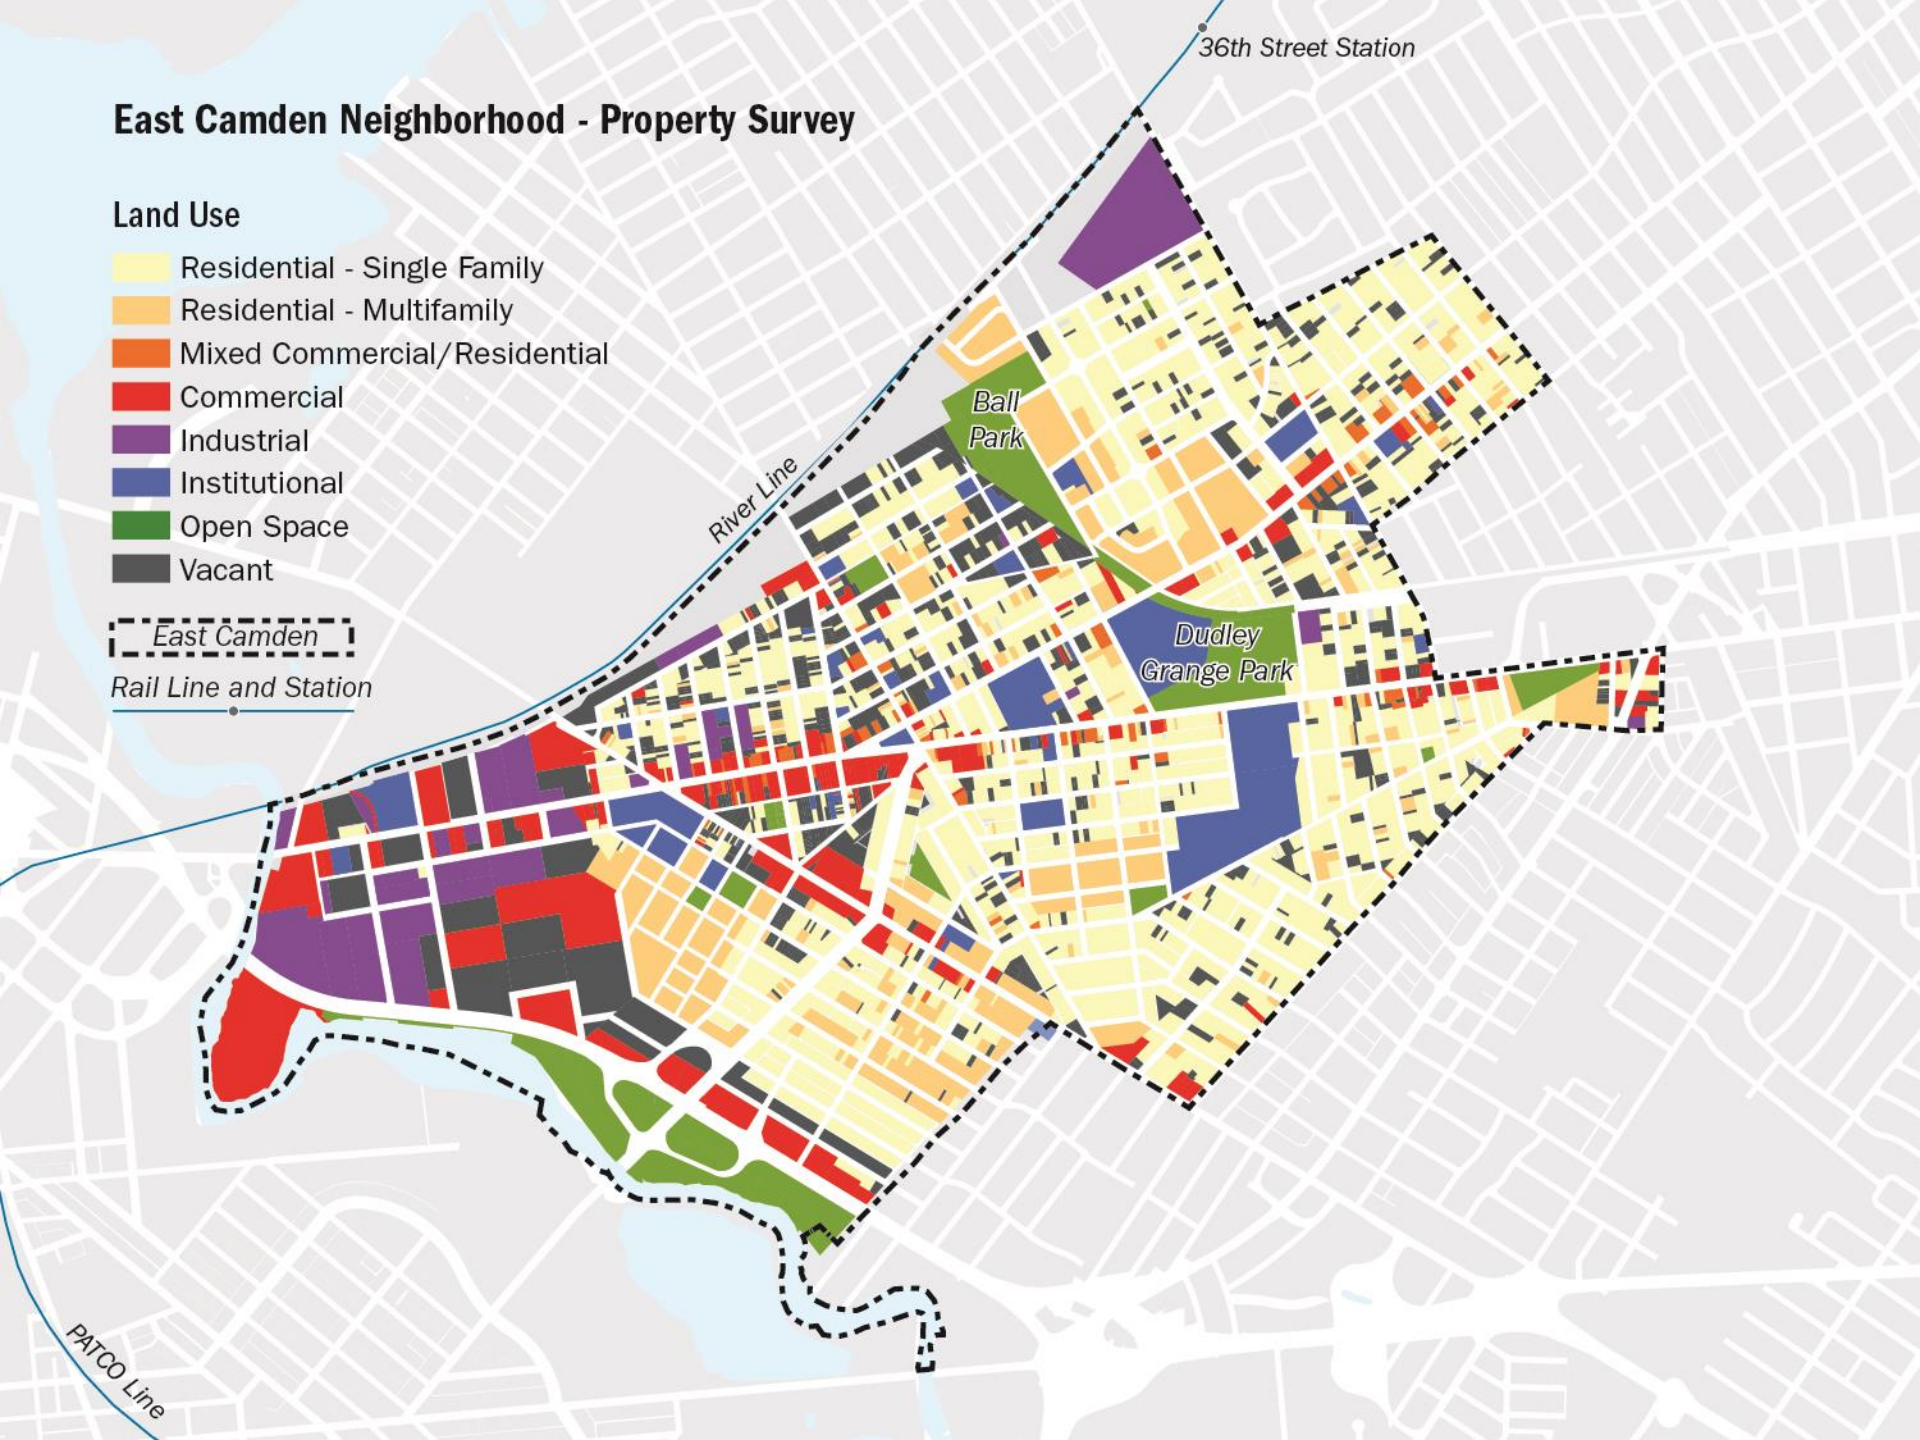 36th Street Station
East Camden Neighborhood - Property Survey
Land Use
Residential - Single Family
Residential - Multifamily
Mixed Commercial/Residential
Commercial
Industrial
Institutional
Open Space
Vacant
East Camden
Rail Line and Station
Ball
Park
River Line
Dudley
Grange Park
PATCO Line